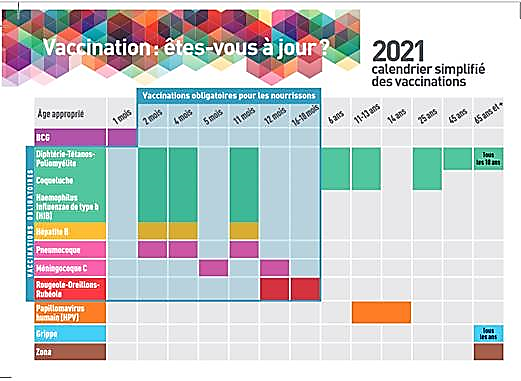 Vaccination : êtes-vous à jour ?
2021
calendrier simplifié
des vaccinations
Vaccinations obligatoires pour les nourrissons
Âge approprié
1 mois
2 mois
4 mois
5 mois
11 mois
12 mois
16-18 mois
6 ans
11-13 ans
14 ans
25 ans
45 ans
65 ans et +
BCG
VACCINATIONS OBLIGATOIRES
Diphtérie-Tétanos-
Poliomyélite
Tous
les 10 ans
Coqueluche
Haemophilus
Influenzae de type b
(HIB)
Hépatite B
Pneumocoque
Méningocoque C
Rougeole-Oreillons-
Rubéole
Papillomavirus
humain (HPV)
Grippe
Tous
les ans
Zona